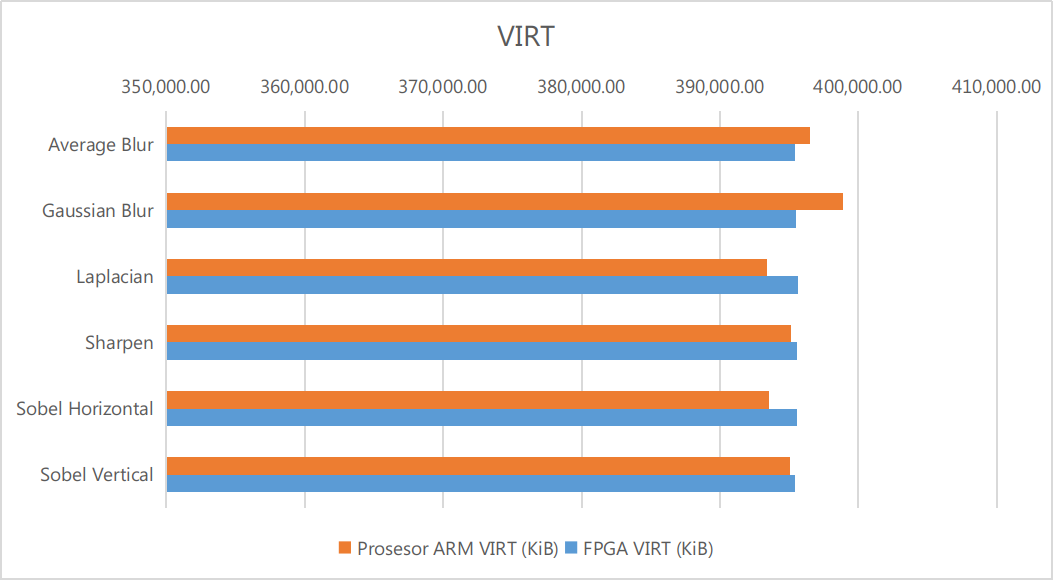 VIRT
350,000.00 360,000.00 370,000.00 380,000.00 390,000.00 400,000.00 410,000.00
Average Blur
Gaussian Blur
Laplacian
Sharpen
Sobel Horizontal
Sobel Vertical
Prosesor ARM VIRT (KiB) FPGA VIRT (KiB)